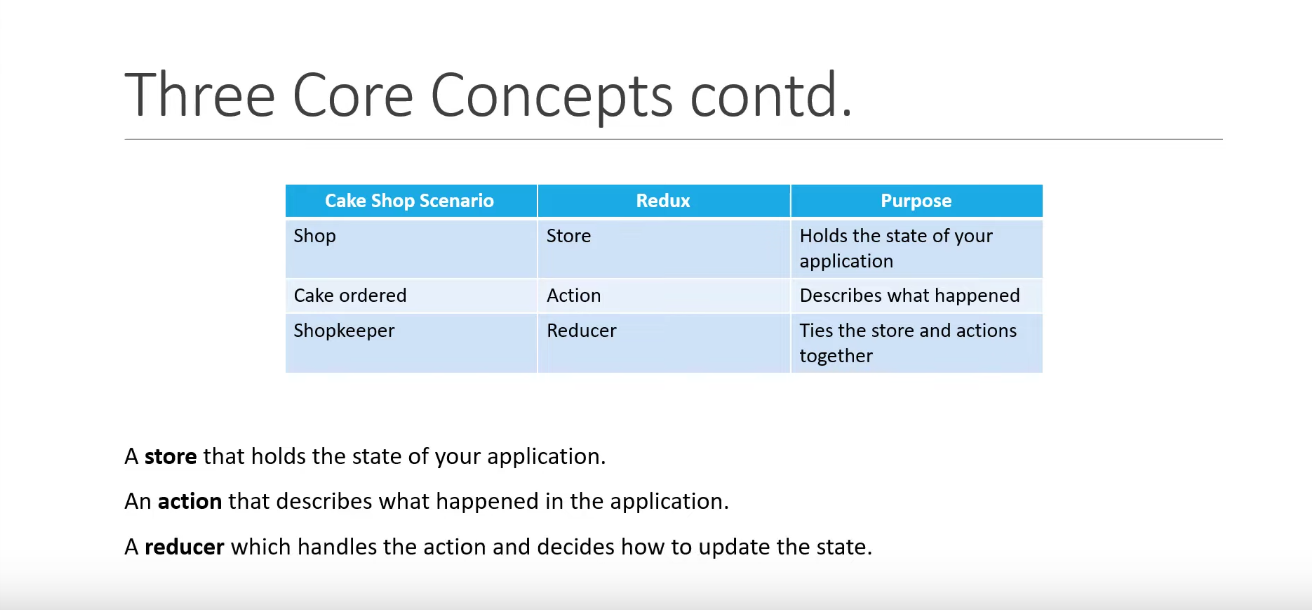 Three Core Concepts contd.
Cake Shop Scenario Redux Purpose
Shop Store Holds the state of your
application
Cake ordered Action Describes what happened
Shopkeeper Reducer Ties the store and actions
together
A store that holds the state of your application.
An action that describes what happened in the application.
A reducer which handles the action and decides how to update the state.